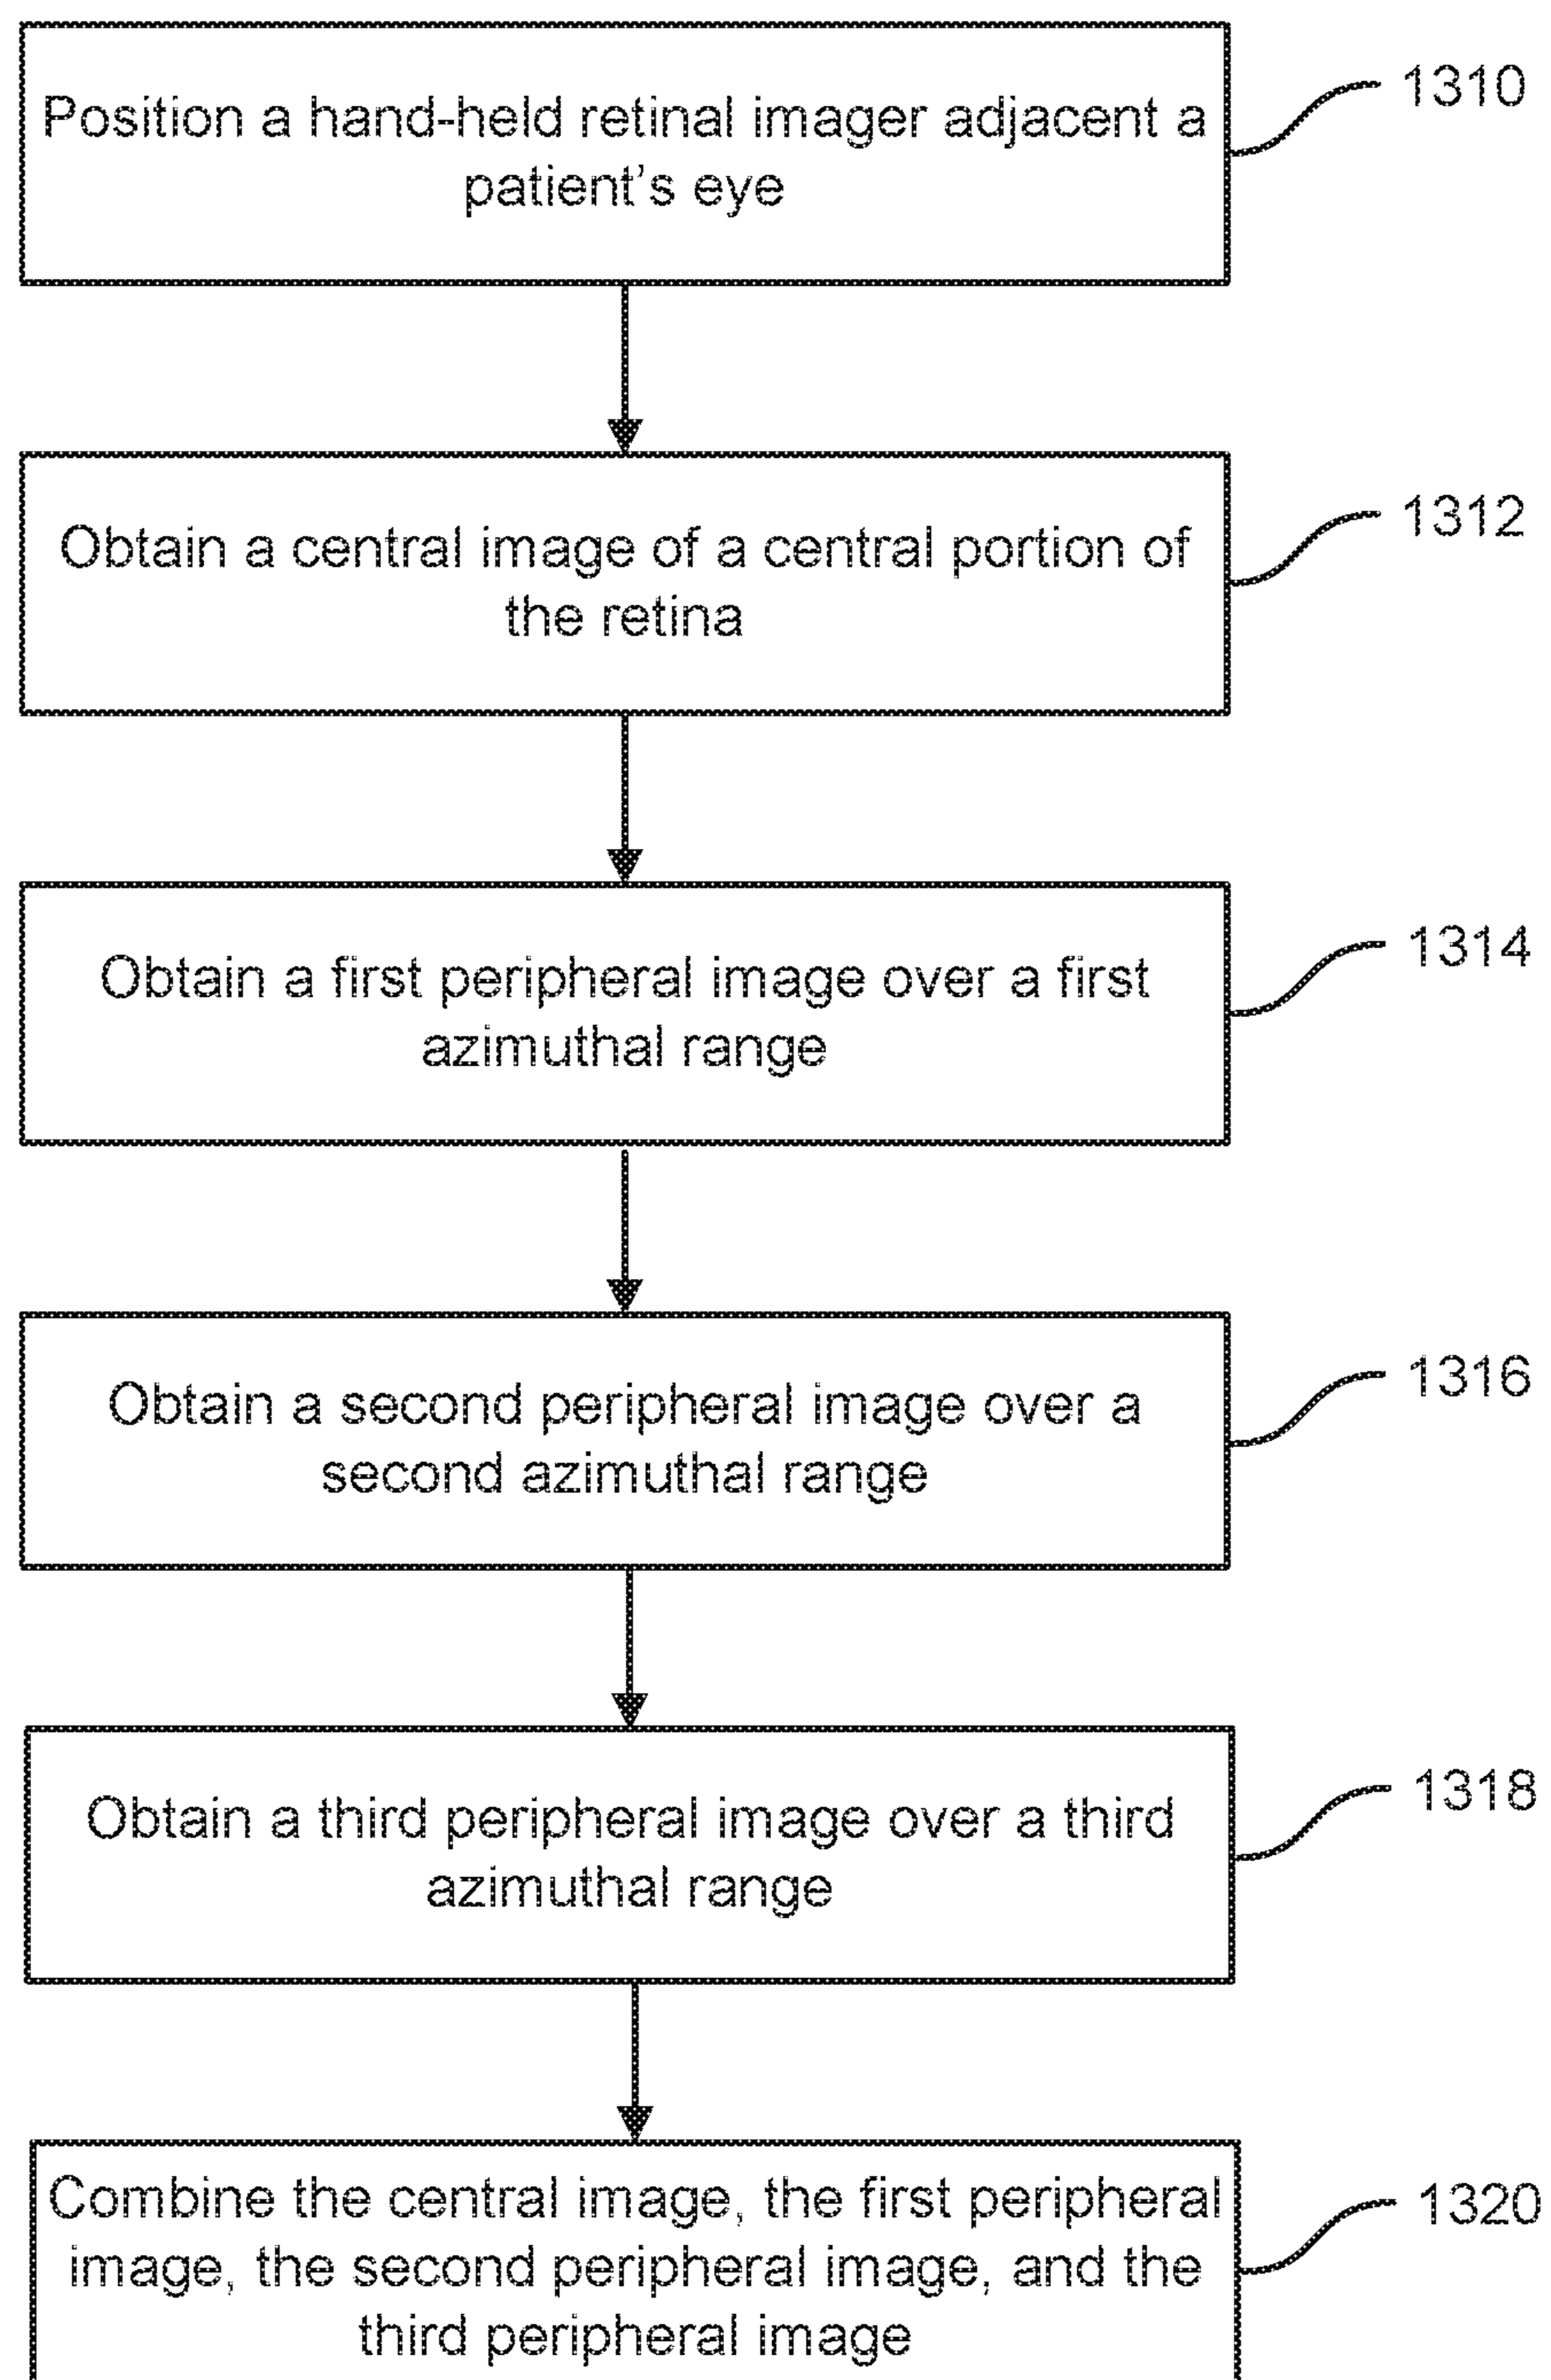 Position a hand-held retinal imager adjacent a
patient's eye
1310
Obtain a central image of a central portion of
the retina
1312
Obtain a first peripheral image over a first
azimuthal range
1314
Obtain a second peripheral image over a
second azimuthal range
1316
Obtain a third peripheral image over a third
azimuthal range
1318
Combine the central image, the first peripheral
image, the second peripheral image, and the
third peripheral image
1320